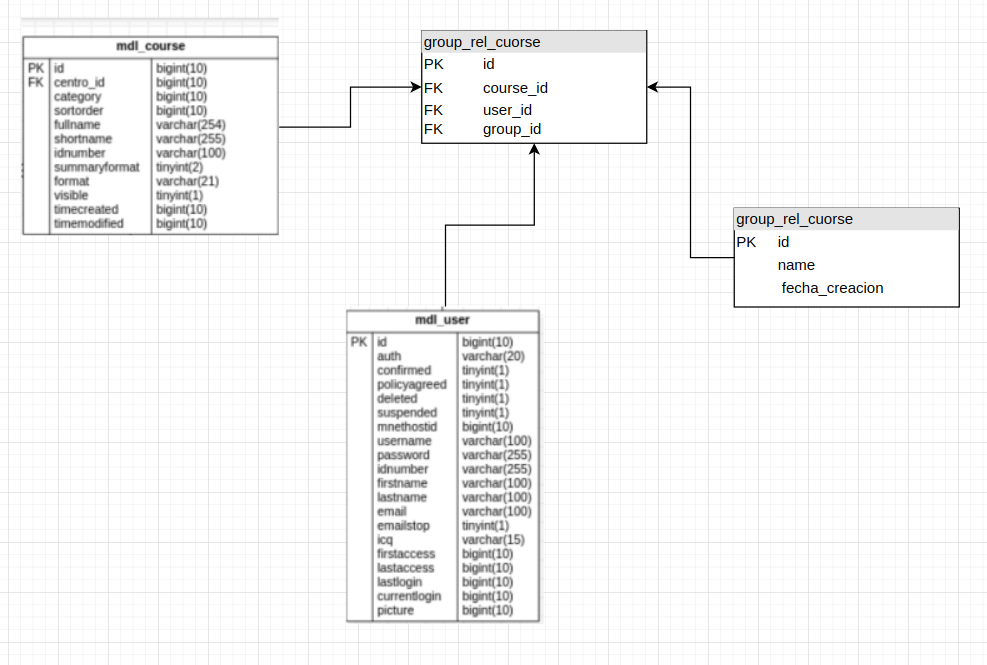 mdl_course
PK id bigint(10)
FK centro_id bigint(10)
category bigint(10)
sortorder bigint(10)
fullname varchar(254)
shortname varchar(255)
idnumber varchar(100)
summaryformat tinyint(2)
format varchar(21)
visible tinyint(1)
timecreated bigint(10)
timemodified bigint(10)
group_rel_cuorse
PK id
FK course_id
FK user_id
FK group_id
group_rel_cuorse
PK id
name
fecha_creacion
mdl_user
PK id bigint(10)
auth varchar(20)
confirmed tinyint(1)
policyagreed tinyint(1)
deleted tinyint(1)
suspended tinyint(1)
mnethostid bigint(10)
username varchar(100)
password varchar(255)
idnumber varchar(255)
firstname varchar(100)
lastname varchar(100)
email varchar(100)
emailstop tinyint(1)
icq varchar(15)
firstaccess bigint(10)
lastaccess bigint(10)
lastlogin bigint(10)
currentlogin bigint(10)
picture bigint(10)